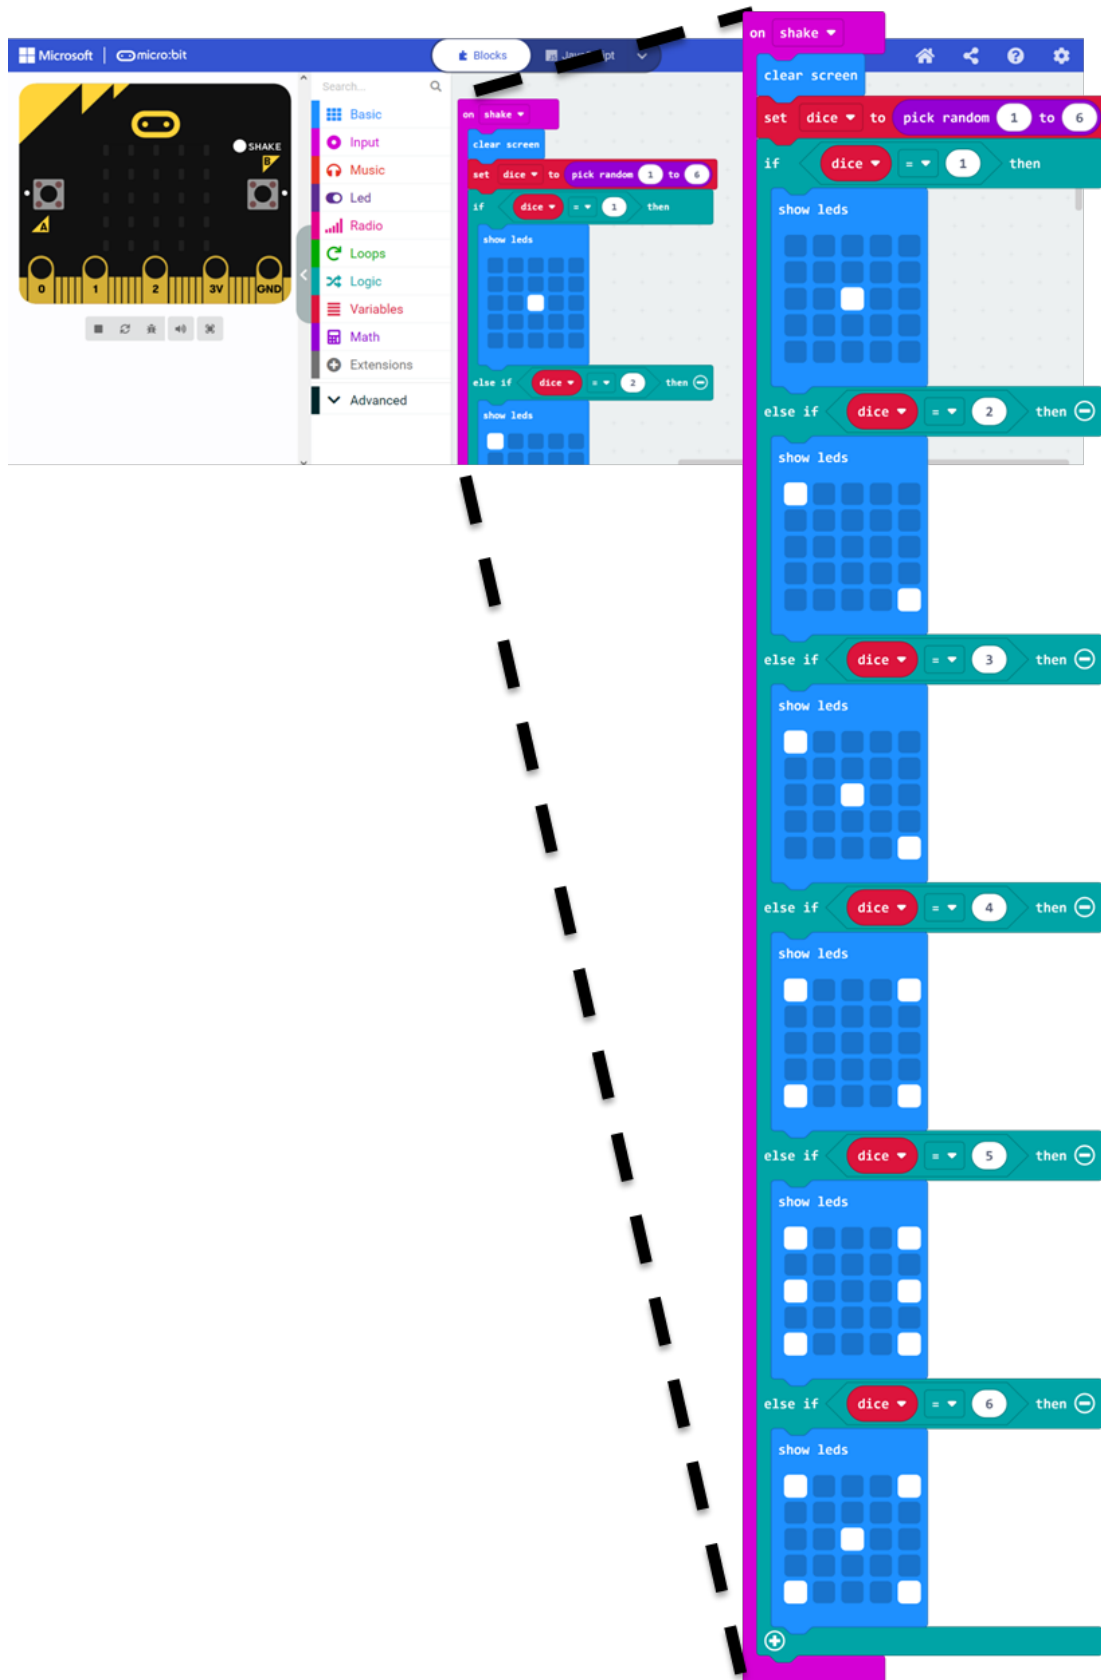 Microsoft micro:bit
Blocks
JavaScript
SHAKE
B
A
0 1 2 3V GND
Search...
Basic
Input
Music
Led
Radio
Loops
Logic
Variables
Math
Extensions
Advanced
on shake
clear screen
set dice to pick random 1 to 6
if dice = 1 then
show leds
else if dice = 2 then
show leds
on shake
clear screen
set dice to pick random 1 to 6
if dice = 1 then
show leds
else if dice = 2 then
show leds
else if dice = 3 then
show leds
else if dice = 4 then
show leds
else if dice = 5 then
show leds
else if dice = 6 then
show leds